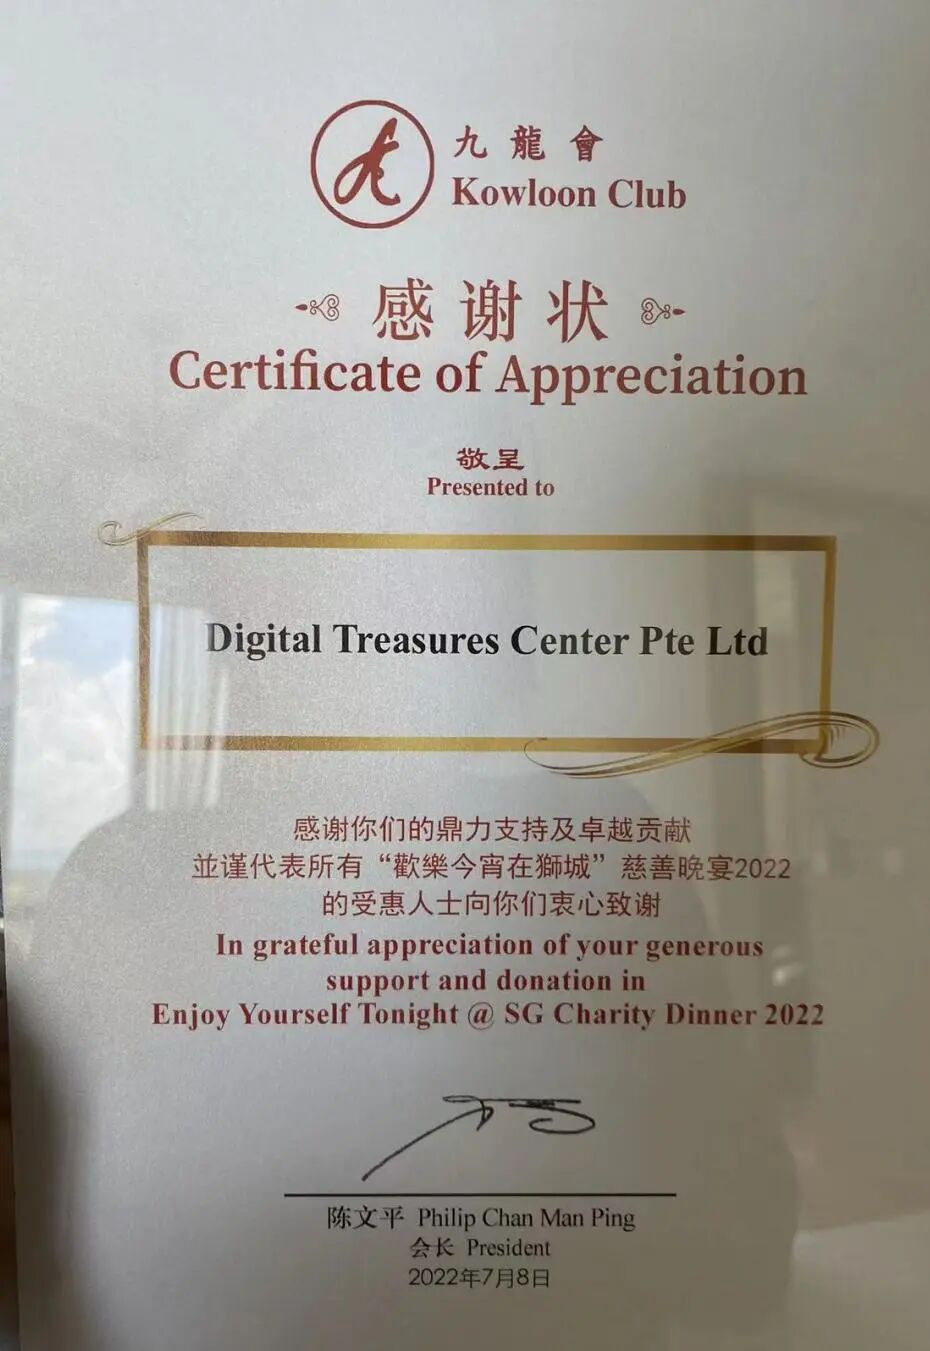 九龍會
Kowloon Club
感谢状
Certificate of Appreciation
敬呈
Presented to
Digital Treasures Center Pte Ltd
感谢你们的鼎力支持及卓越贡献
並谨代表所有“歡樂今宵在獅城”慈善晚宴2022
的受惠人士向你们衷心致谢
In grateful appreciation of your generous
support and donation in
Enjoy Yourself Tonight @ SG Charity Dinner 2022
陈文平 Philip Chan Man Ping
会长 President
2022年7月8日